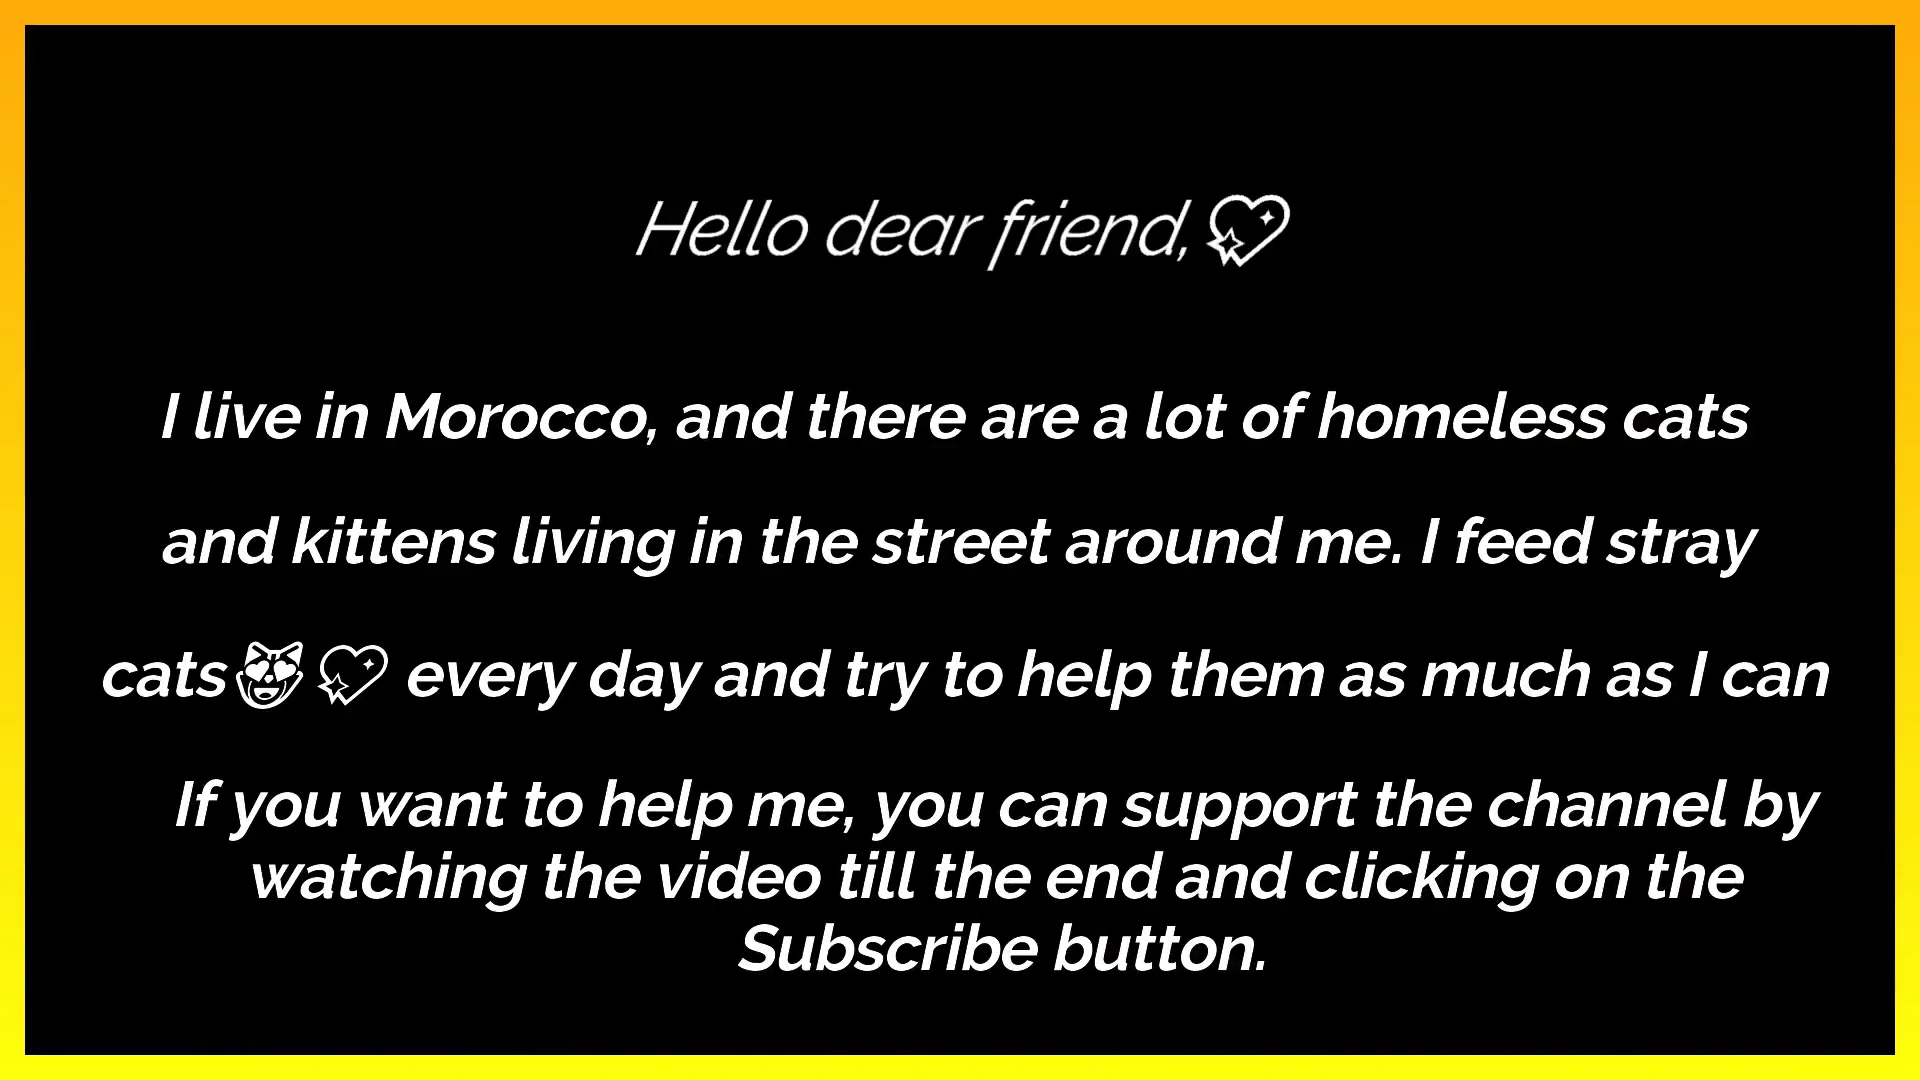 Hello dear friend,💖
I live in Morocco, and there are a lot of homeless cats
and kittens living in the street around me. I feed stray
cats😻💖 every day and try to help them as much as I can
If you want to help me, you can support the channel by
watching the video till the end and clicking on the
Subscribe button.